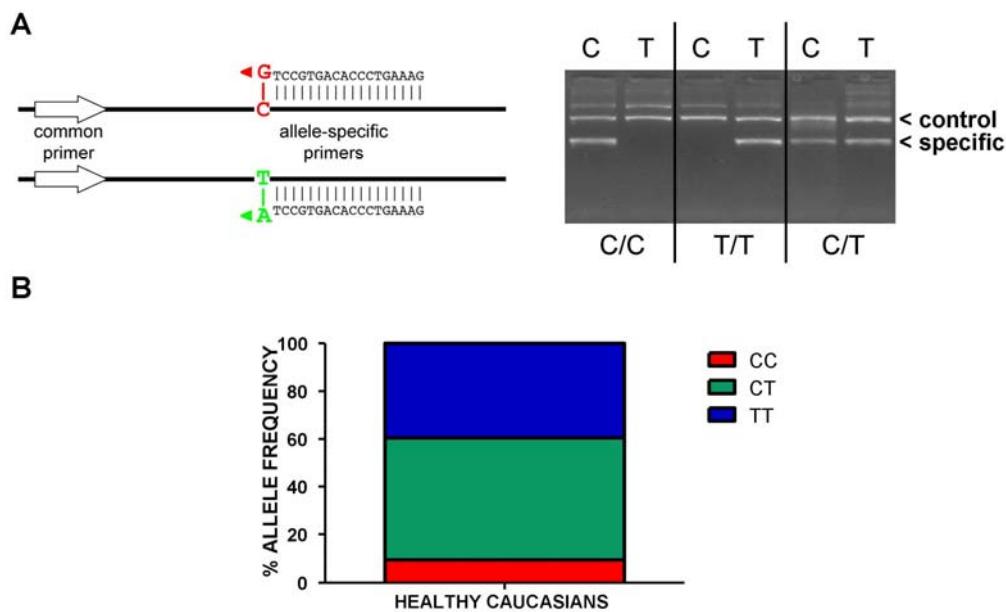 A
G TCCGTGACACCCTGAAAG
C
common primer
allele-specific primers
T
A TCCGTGACACCCTGAAAG
C T C T C T
< control
< specific
C/C T/T C/T
B
% ALLELE FREQUENCY
100
80
60
40
20
0
HEALTHY CAUCASIANS
CC
CT
TT